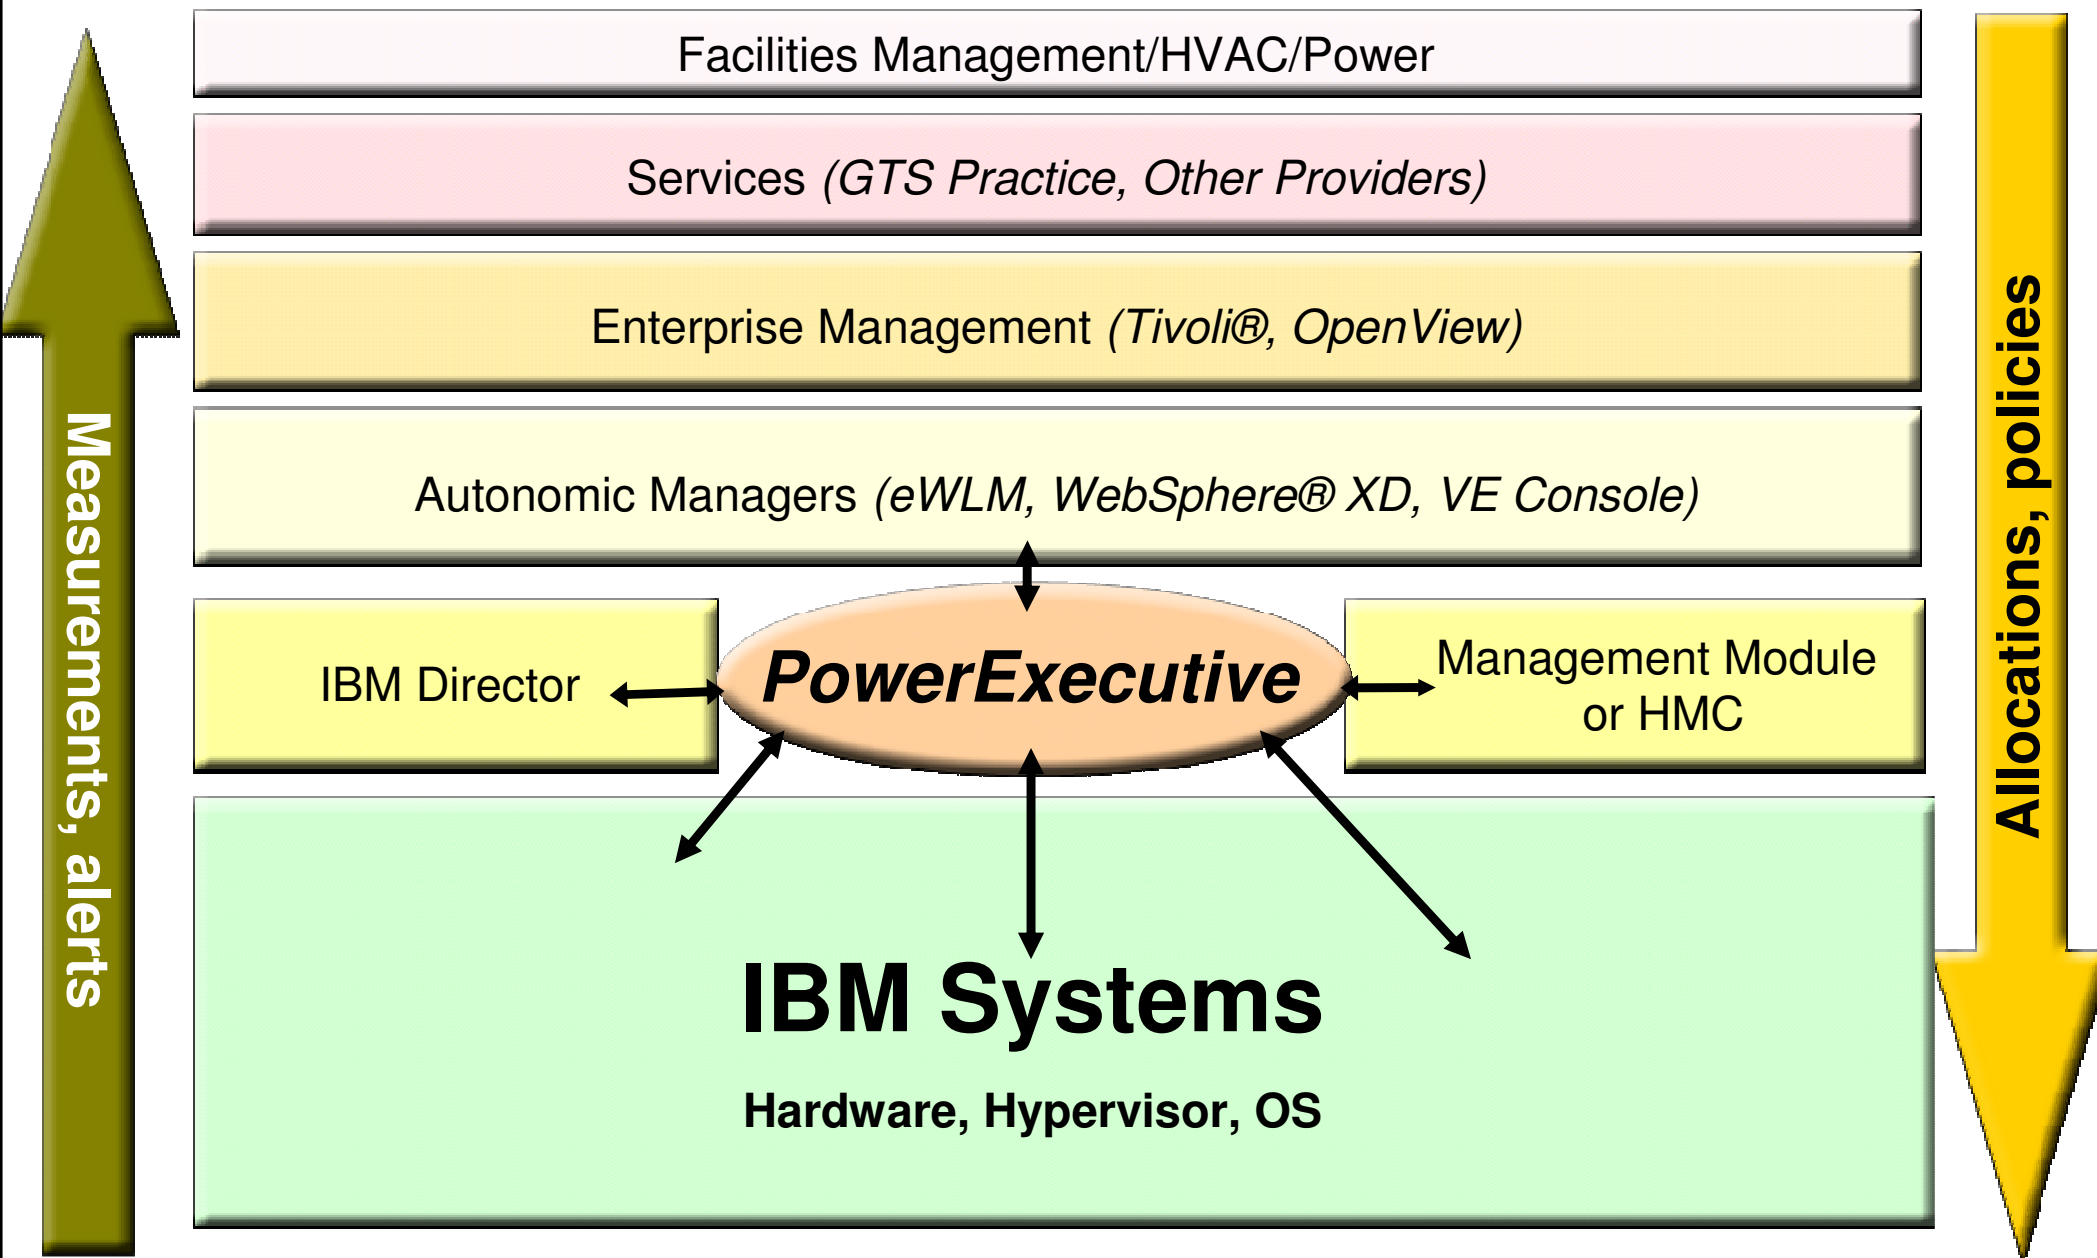 Facilities Management/HVAC/Power
Services (GTS Practice, Other Providers)
Enterprise Management (Tivoli®, OpenView)
Autonomic Managers (eWLM, WebSphere® XD, VE Console)
IBM Director
PowerExecutive
Management Module
or HMC
IBM Systems
Hardware, Hypervisor, OS
Measurements, alerts
Allocations, policies